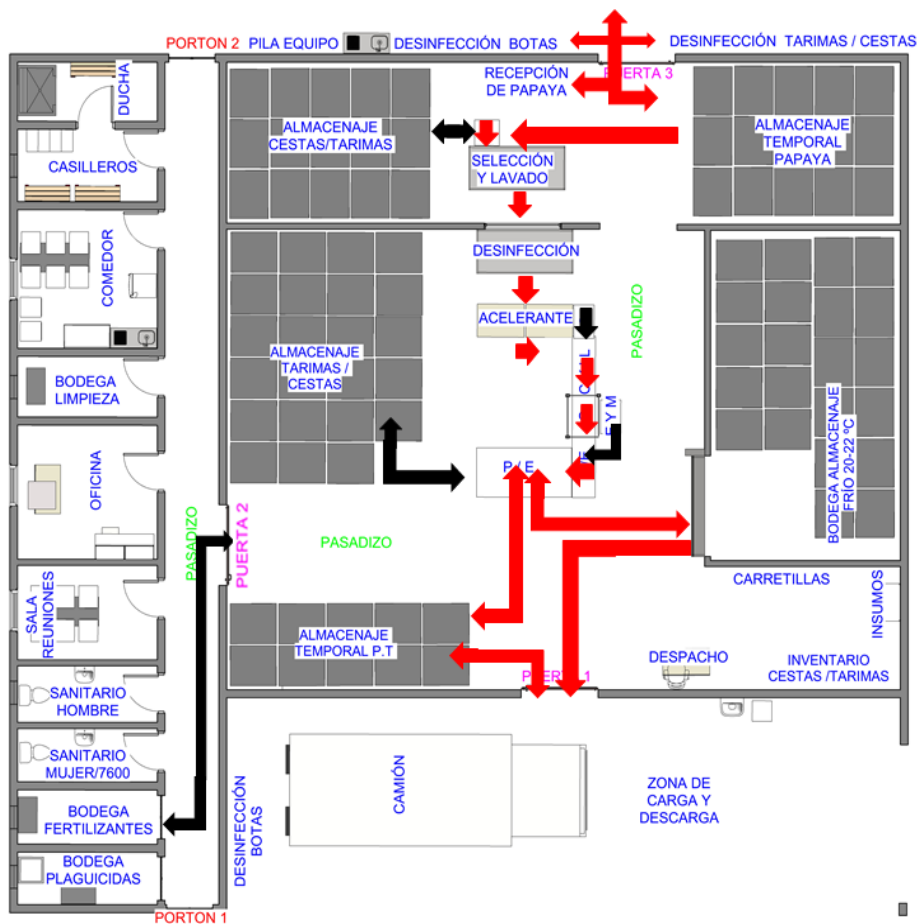 PORTON 2
PILA EQUIPO
DESINFECCIÓN BOTAS
DESINFECCIÓN TARIMAS / CESTAS
DUCHA
CASILLEROS
COMEDOR
BODEGA
LIMPIEZA
OFICINA
SALA
REUNIONES
SANITARIO
HOMBRE
SANITARIO
MUJER/7600
BODEGA
FERTILIZANTES
BODEGA
PLAGUICIDAS
PORTON 1
PASADIZO
PUERTA 2
ALMACENAJE
CESTAS/TARIMAS
RECEPCIÓN
DE PAPAYA
PUERTA 3
SELECCIÓN
Y LAVADO
ALMACENAJE
TEMPORAL
PAPAYA
DESINFECCIÓN
ACELERANTE
ALMACENAJE
TARIMAS /
CESTAS
PASADIZO
E Y M
P / E
BODEGA ALMACENAJE
FRÍO 20-22 ºC
PASADIZO
ALMACENAJE
TEMPORAL P.T
PUERTA 1
CARRETILLAS
INSUMOS
DESPACHO
INVENTARIO
CESTAS /TARIMAS
DESINFECCIÓN
BOTAS
CAMIÓN
ZONA DE
CARGA Y
DESCARGA